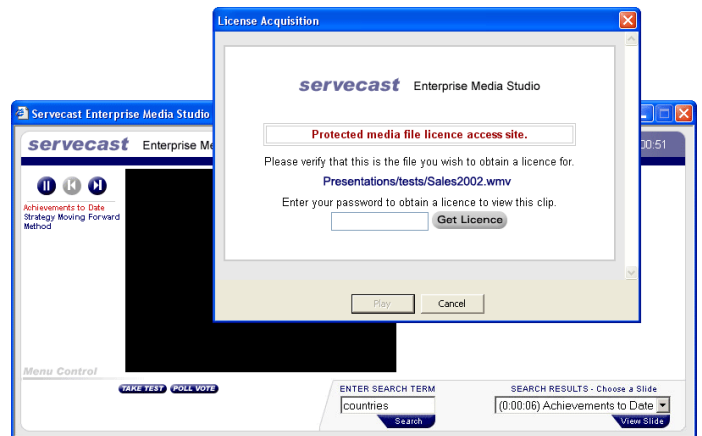 License Acquisition
servecast Enterprise Media Studio
Protected media file licence access site.
Please verify that this is the file you wish to obtain a licence for.
Presentations/tests/Sales2002.wmv
Enter your password to obtain a licence to view this clip.
Get Licence
Play
Cancel
Servecast Enterprise Media Studio
servecast Enterprise Me
00:51
Achievements to Date
Strategy Moving Forward
Method
Menu Control
TAKE TEST POLL VOTE
ENTER SEARCH TERM
countries
Search
SEARCH RESULTS - Choose a Slide
(0:00:06) Achievements to Date
View Slide